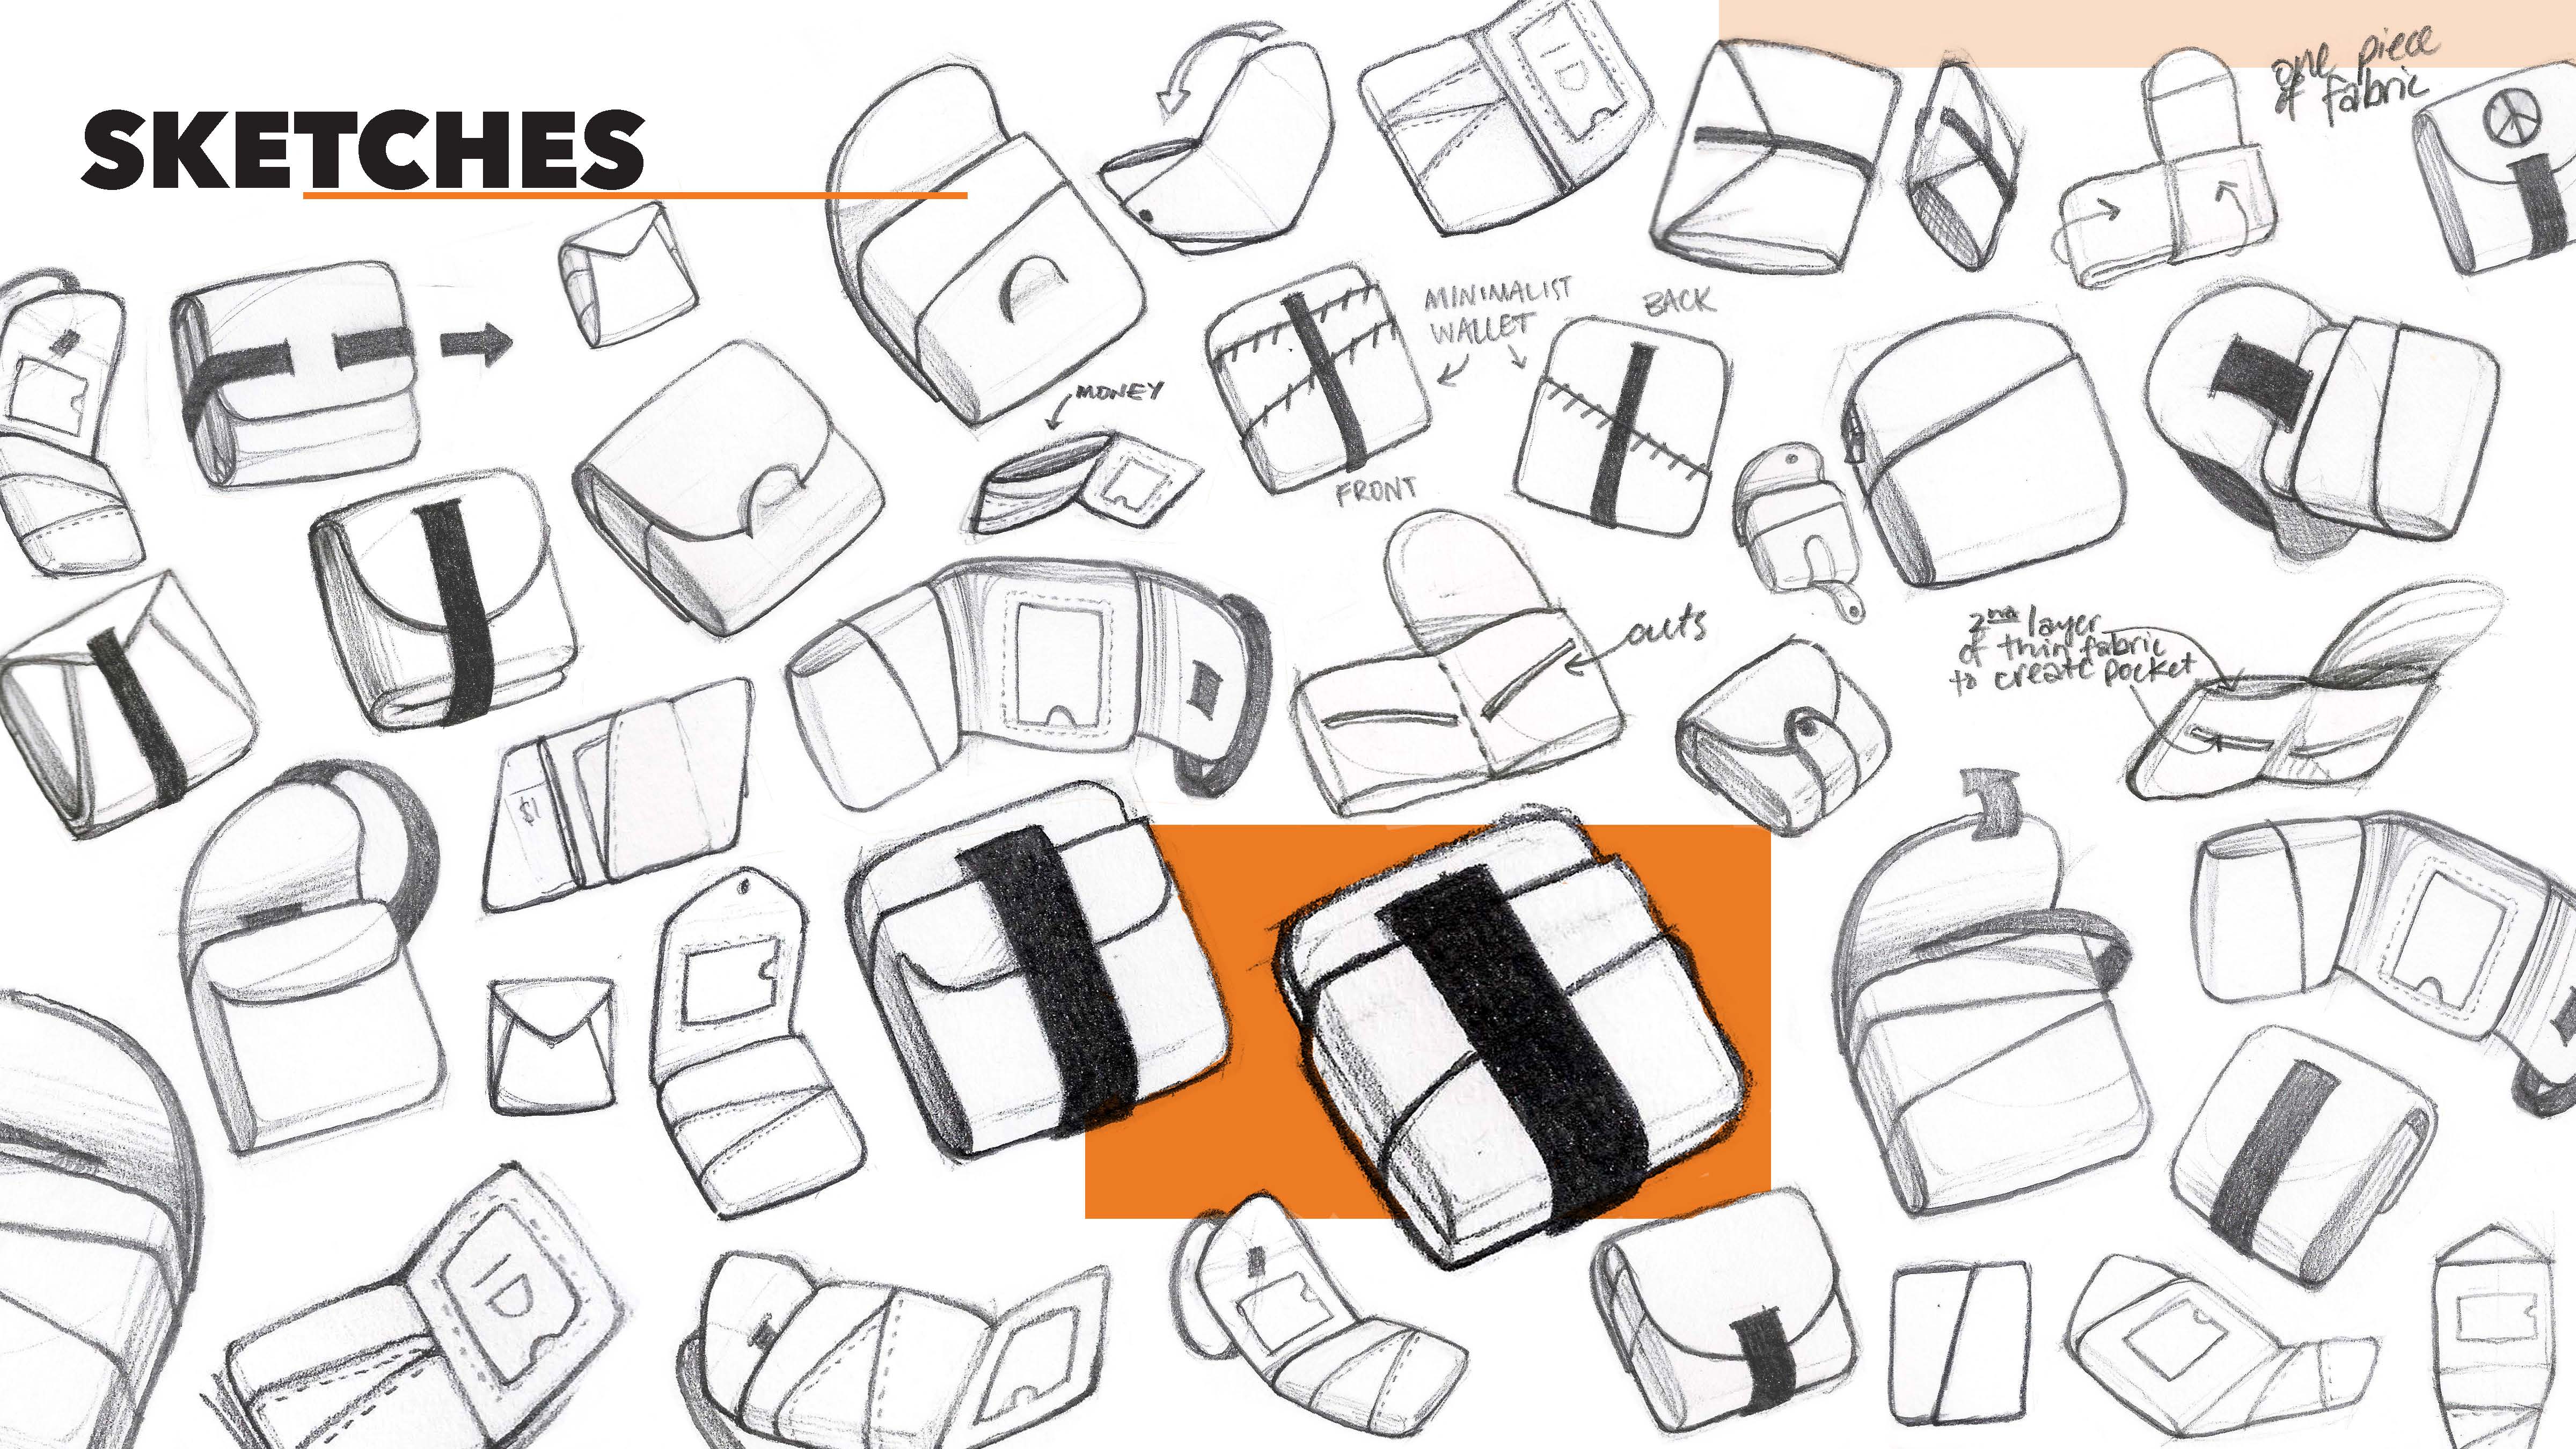 SKETCHES
one piece
of fabric
MINIMALIST
WALLET
BACK
MONEY
FRONT
cuts
2nd layer
of thin fabric
to create pocket
ID
$1
ID